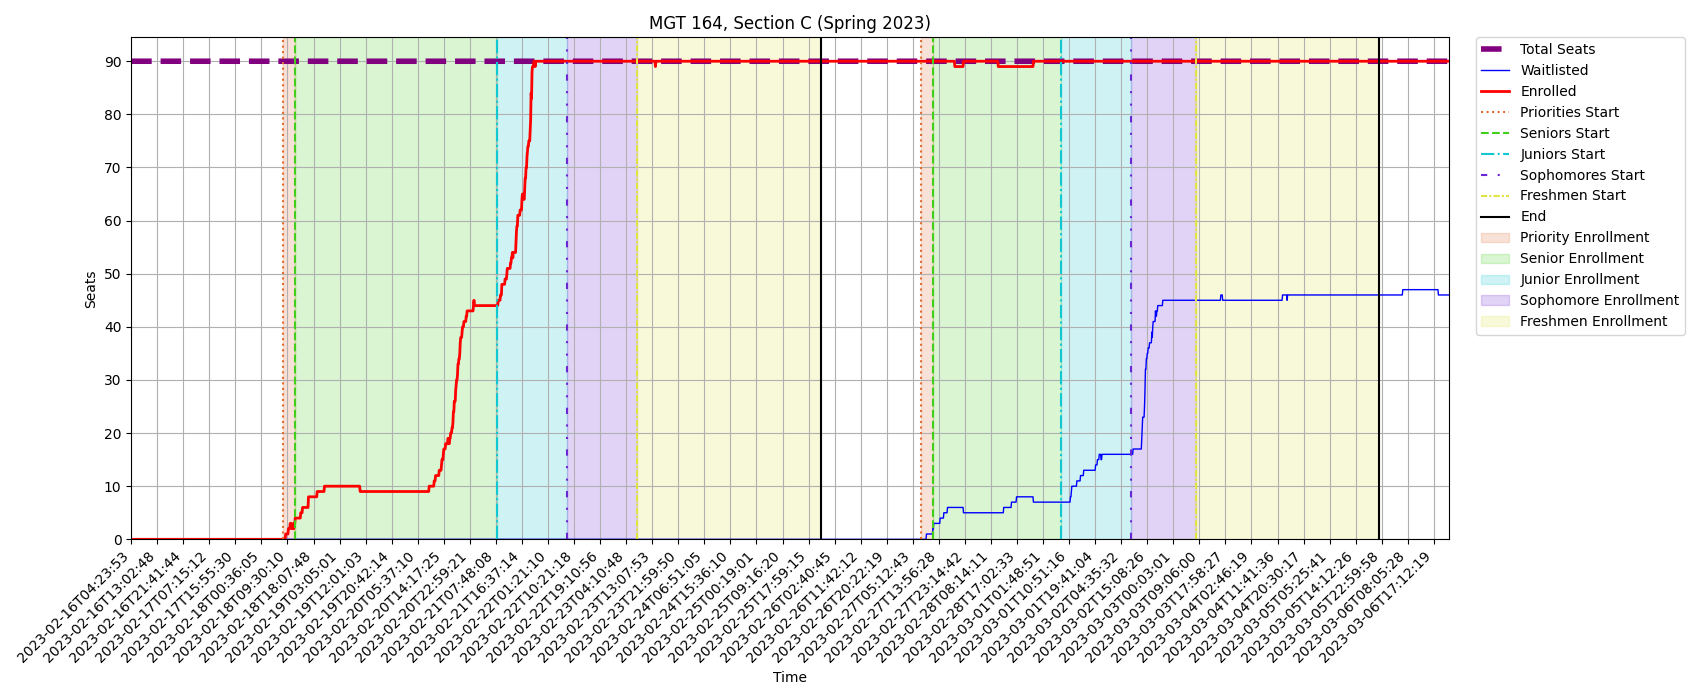 MGT 164, Section C (Spring 2023)
Seats
90
80
70
60
50
40
30
20
10
0
2023-02-16T04:23:53
2023-02-16T13:02:48
2023-02-16T21:41:44
2023-02-17T07:15:12
2023-02-17T15:55:30
2023-02-18T00:36:05
2023-02-18T09:30:10
2023-02-18T18:07:48
2023-02-19T03:05:01
2023-02-19T12:01:03
2023-02-19T20:42:14
2023-02-20T05:37:10
2023-02-20T14:17:25
2023-02-20T22:59:21
2023-02-21T07:48:08
2023-02-21T16:37:14
2023-02-22T01:21:10
2023-02-22T10:21:18
2023-02-22T19:10:56
2023-02-23T04:10:48
2023-02-23T13:07:53
2023-02-23T21:59:50
2023-02-24T06:51:05
2023-02-24T15:36:10
2023-02-25T00:19:01
2023-02-25T09:16:20
2023-02-25T17:59:15
2023-02-26T02:40:45
2023-02-26T11:42:12
2023-02-26T20:22:19
2023-02-27T05:12:43
2023-02-27T13:56:28
2023-02-27T23:14:42
2023-02-28T08:14:11
2023-02-28T17:02:33
2023-03-01T01:48:51
2023-03-01T10:51:16
2023-03-01T19:41:04
2023-03-02T04:35:32
2023-03-02T15:08:26
2023-03-03T00:03:01
2023-03-03T09:06:00
2023-03-03T17:58:27
2023-03-04T02:46:19
2023-03-04T11:41:36
2023-03-04T20:30:17
2023-03-05T05:25:41
2023-03-05T14:12:26
2023-03-05T22:59:58
2023-03-06T08:05:28
2023-03-06T17:12:19
Time
Total Seats
Waitlisted
Enrolled
Priorities Start
Seniors Start
Juniors Start
Sophomores Start
Freshmen Start
End
Priority Enrollment
Senior Enrollment
Junior Enrollment
Sophomore Enrollment
Freshmen Enrollment